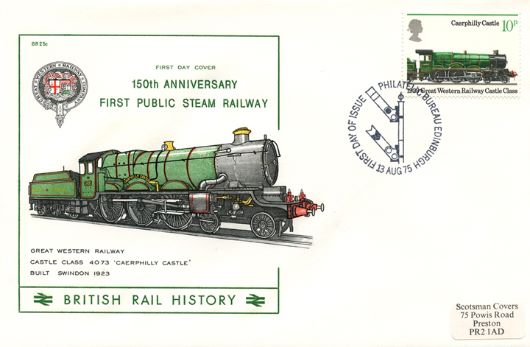 BR25c
FIRST DAY COVER
150th ANNIVERSARY
FIRST PUBLIC STEAM RAILWAY
GREAT WESTERN RAILWAY
CASTLE CLASS 4073 'CAERPHILLY CASTLE'
BUILT SWINDON 1923
BRITISH RAIL HISTORY
Caerphilly Castle
10P
1923 Great Western Railway Castle Class
FIRST DAY OF ISSUE
PHILATELIC BUREAU EDINBURGH
13 AUG 75
Scotsman Covers
75 Powis Road
Preston
PR2 1AD